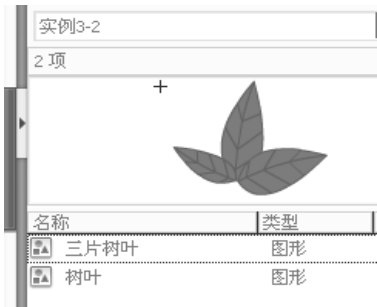 实例3-2
2 项
名称 类型
三片树叶 图形
树叶 图形